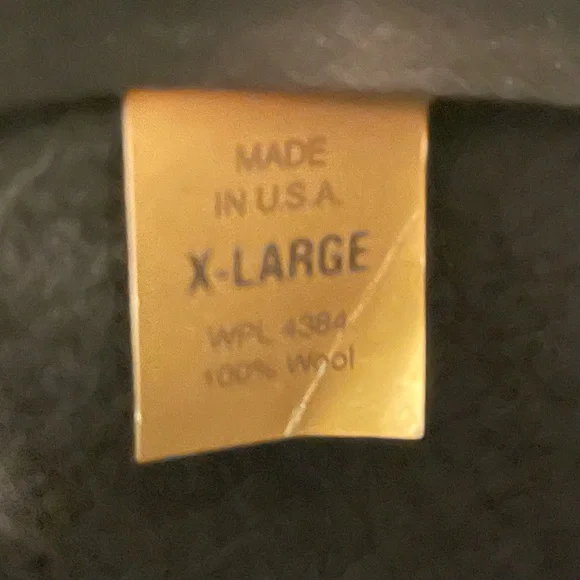 MADE
IN U.S.A.
X-LARGE
WPL 4384
100% Wool